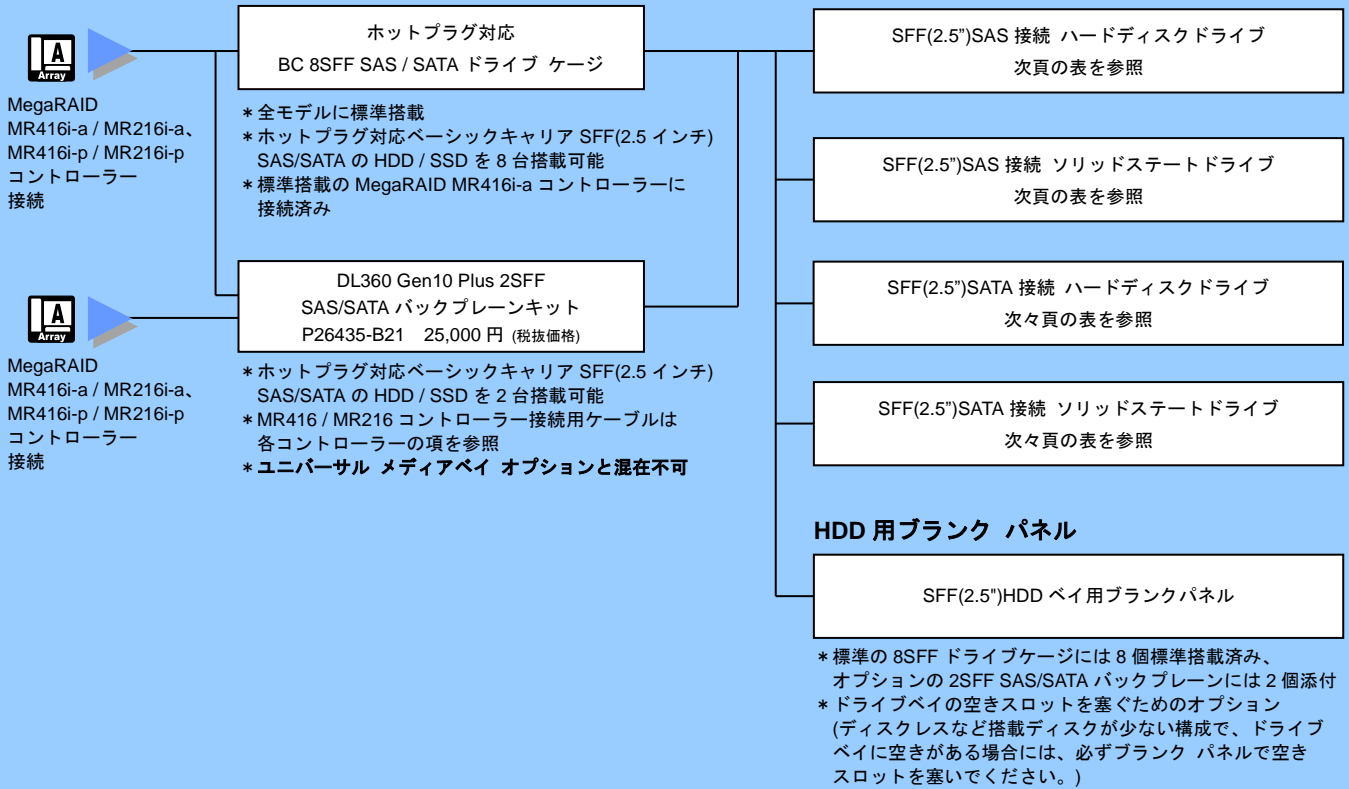 A
Array
MegaRAID
MR416i-a / MR216i-a、
MR416i-p / MR216i-p
コントローラー
接続
ホットプラグ対応
BC 8SFF SAS / SATA ドライブ ケージ
＊全モデルに標準搭載
＊ホットプラグ対応ベーシックキャリア SFF(2.5 インチ)
SAS/SATA の HDD / SSD を 8 台搭載可能
＊標準搭載の MegaRAID MR416i-a コントローラーに
接続済み
A
Array
MegaRAID
MR416i-a / MR216i-a、
MR416i-p / MR216i-p
コントローラー
接続
DL360 Gen10 Plus 2SFF
SAS/SATA バックプレーンキット
P26435-B21 25,000 円 (税抜価格)
＊ホットプラグ対応ベーシックキャリア SFF(2.5 インチ)
SAS/SATA の HDD / SSD を 2 台搭載可能
＊MR416 / MR216 コントローラー接続用ケーブルは
各コントローラーの項を参照
＊ユニバーサル メディアベイ オプションと混在不可
SFF(2.5”)SAS 接続 ハードディスクドライブ
次頁の表を参照
SFF(2.5”)SAS 接続 ソリッドステートドライブ
次頁の表を参照
SFF(2.5”)SATA 接続 ハードディスクドライブ
次々頁の表を参照
SFF(2.5”)SATA 接続 ソリッドステートドライブ
次々頁の表を参照
HDD 用ブランク パネル
SFF(2.5")HDD ベイ用ブランクパネル
＊標準の 8SFF ドライブケージには 8 個標準搭載済み、
オプションの 2SFF SAS/SATA バックプレーンには 2 個添付
＊ドライブベイの空きスロットを塞ぐためのオプション
(ディスクレスなど搭載ディスクが少ない構成で、ドライブ
ベイに空きがある場合には、必ずブランク パネルで空き
スロットを塞いでください。)